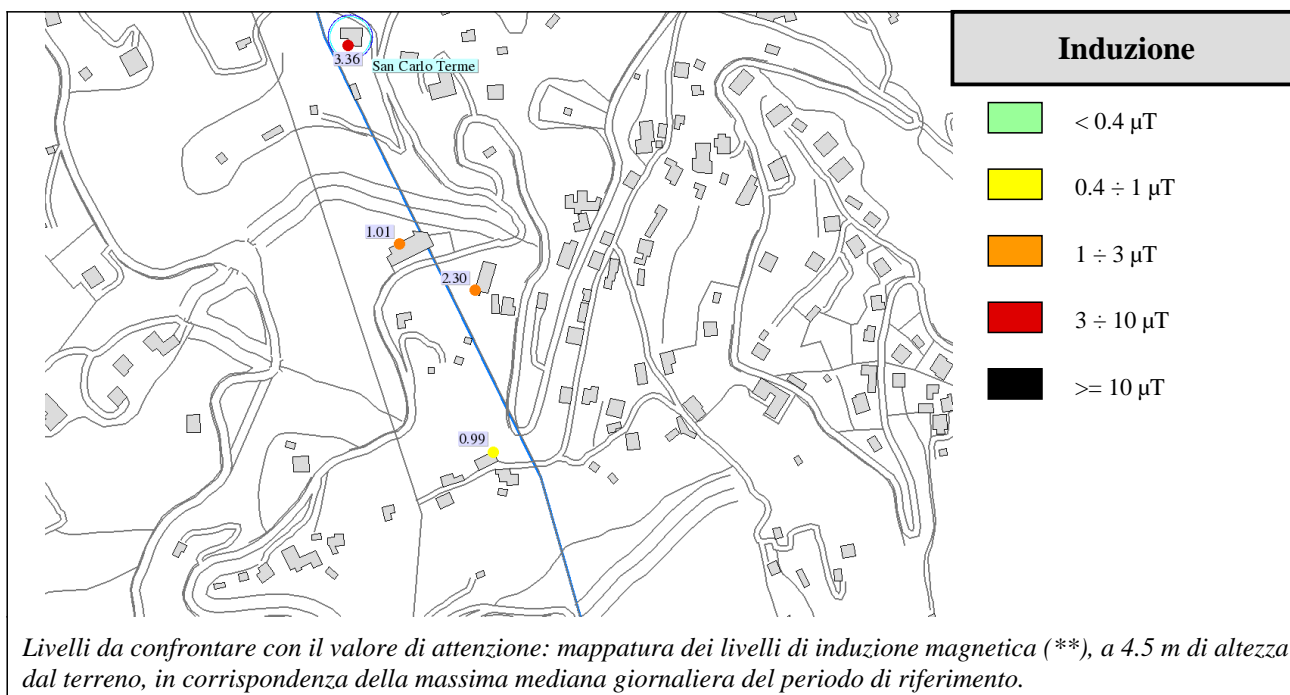 3.36
San Carlo Terme
1.01
2.30
0.99
Induzione
< 0.4 µT
0.4 ÷ 1 µT
1 ÷ 3 µT
3 ÷ 10 µT
>= 10 µT
Livelli da confrontare con il valore di attenzione: mappatura dei livelli di induzione magnetica (**), a 4.5 m di altezza
dal terreno, in corrispondenza della massima mediana giornaliera del periodo di riferimento.